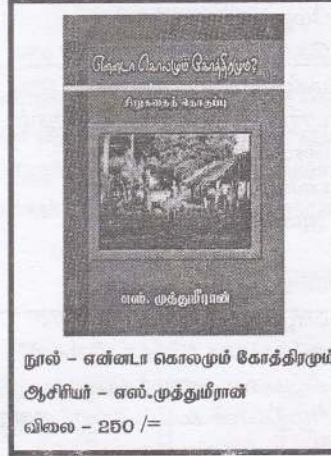 என்னடா கொலமும் கோத்திரமும்?
சிறுகதைத் தொகுப்பு
எஸ். முத்துமீரான்
நூல் – என்னடா கொலமும் கோத்திரமும்
ஆசிரியர் – எஸ்.முத்துமீரான்
விலை – 250 /=